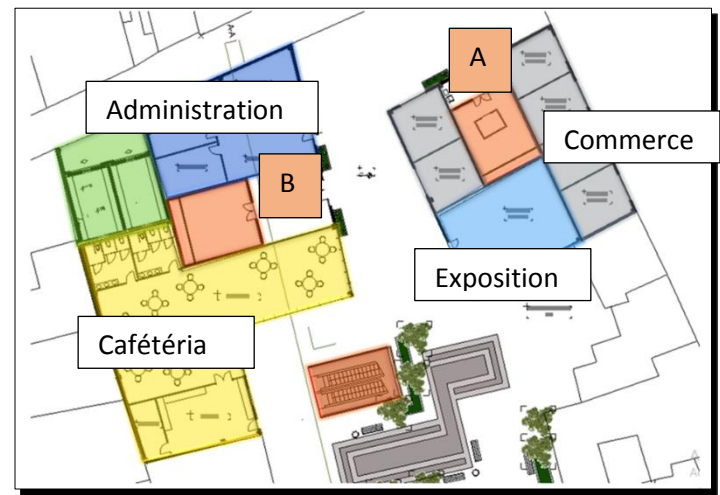 A
Administration
Commerce
B
Exposition
Cafétéria